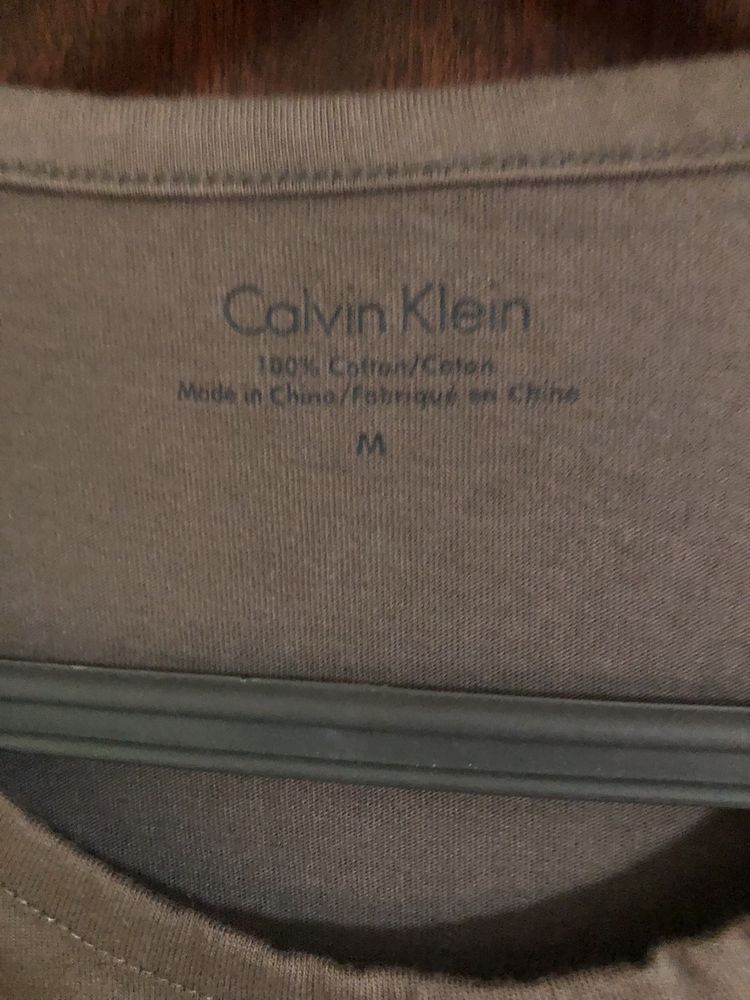 Calvin Klein
100% Cotton/Coton
Made in China/Fabriqué en Chine
M